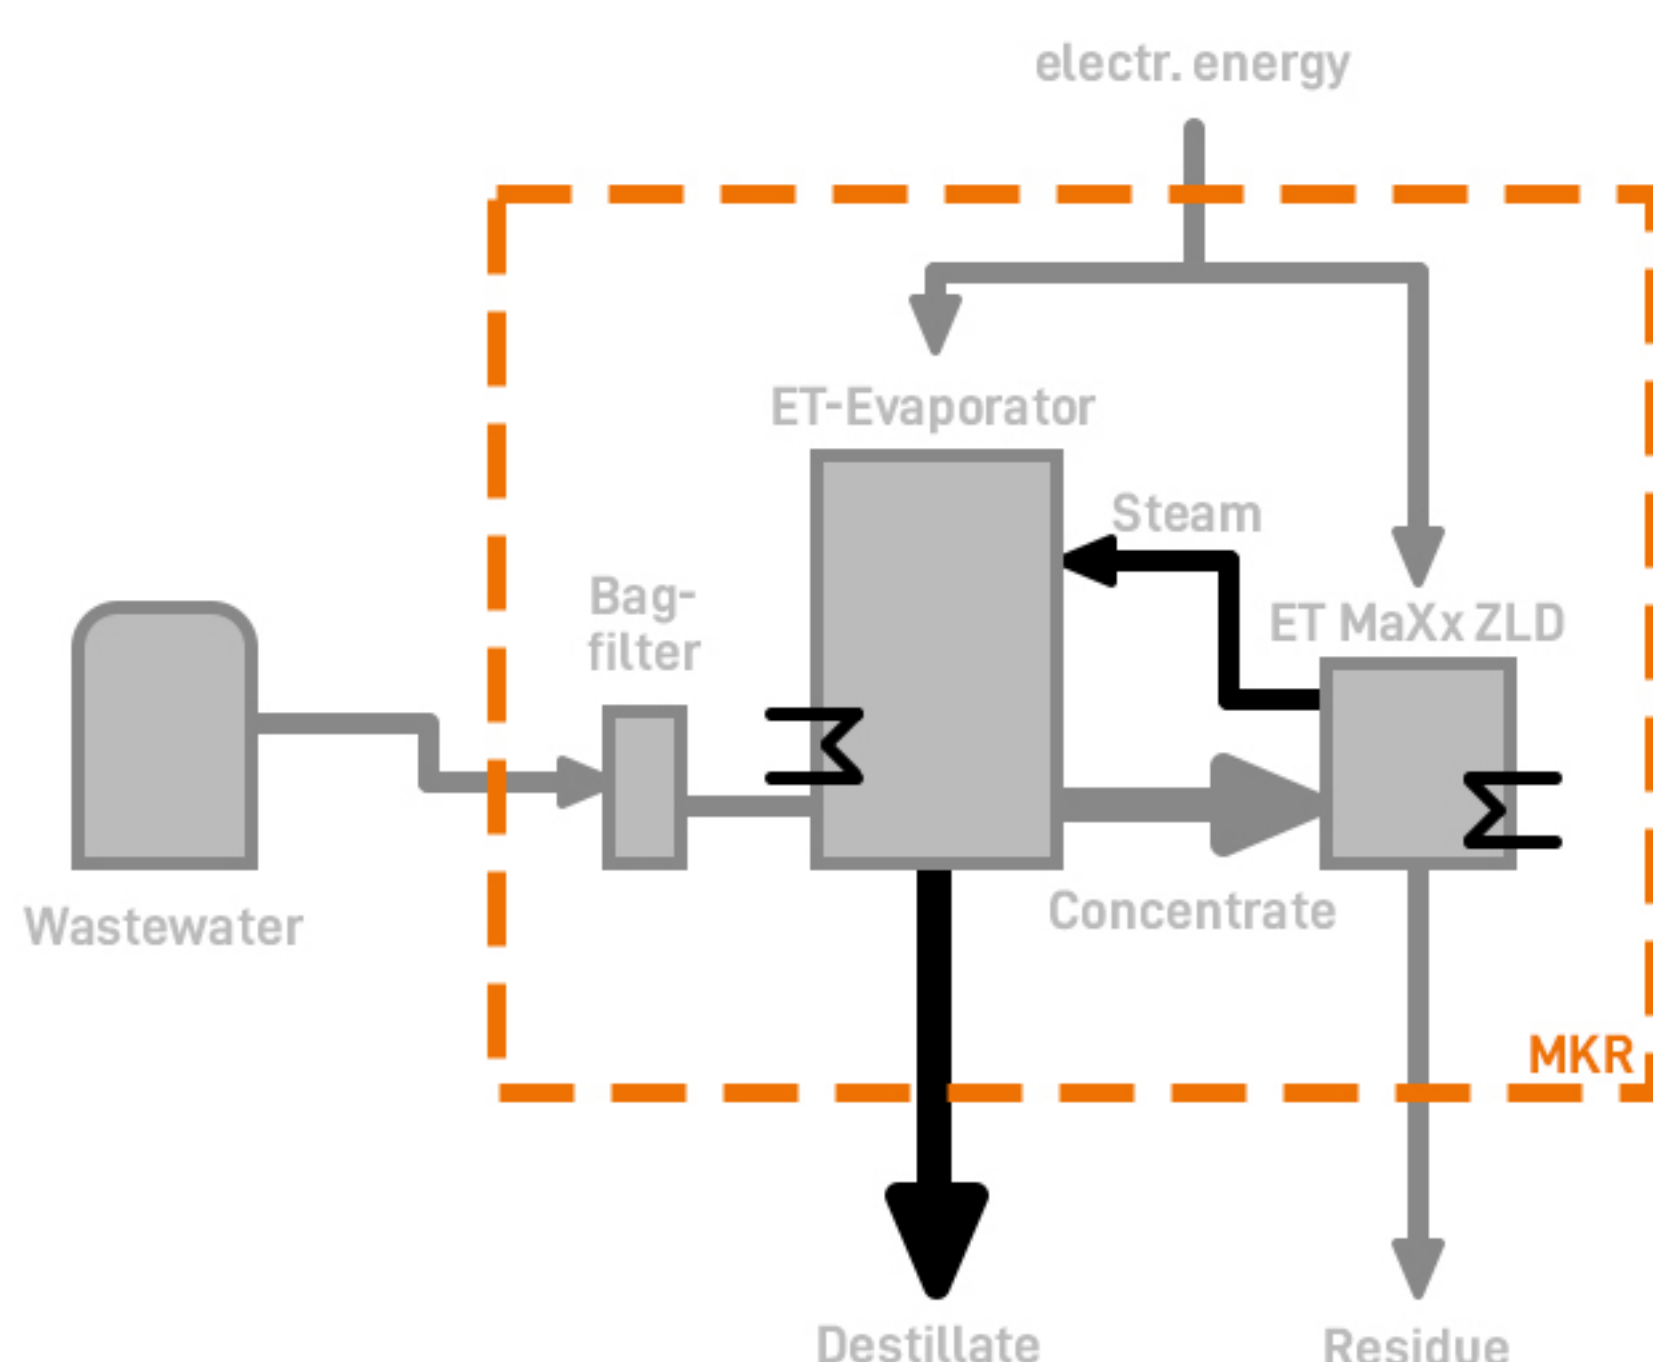 electr. energy
ET-Evaporator
Steam
Bag-
filter
ET MaXx ZLD
Wastewater
Concentrate
MKR
Destillate
Residue